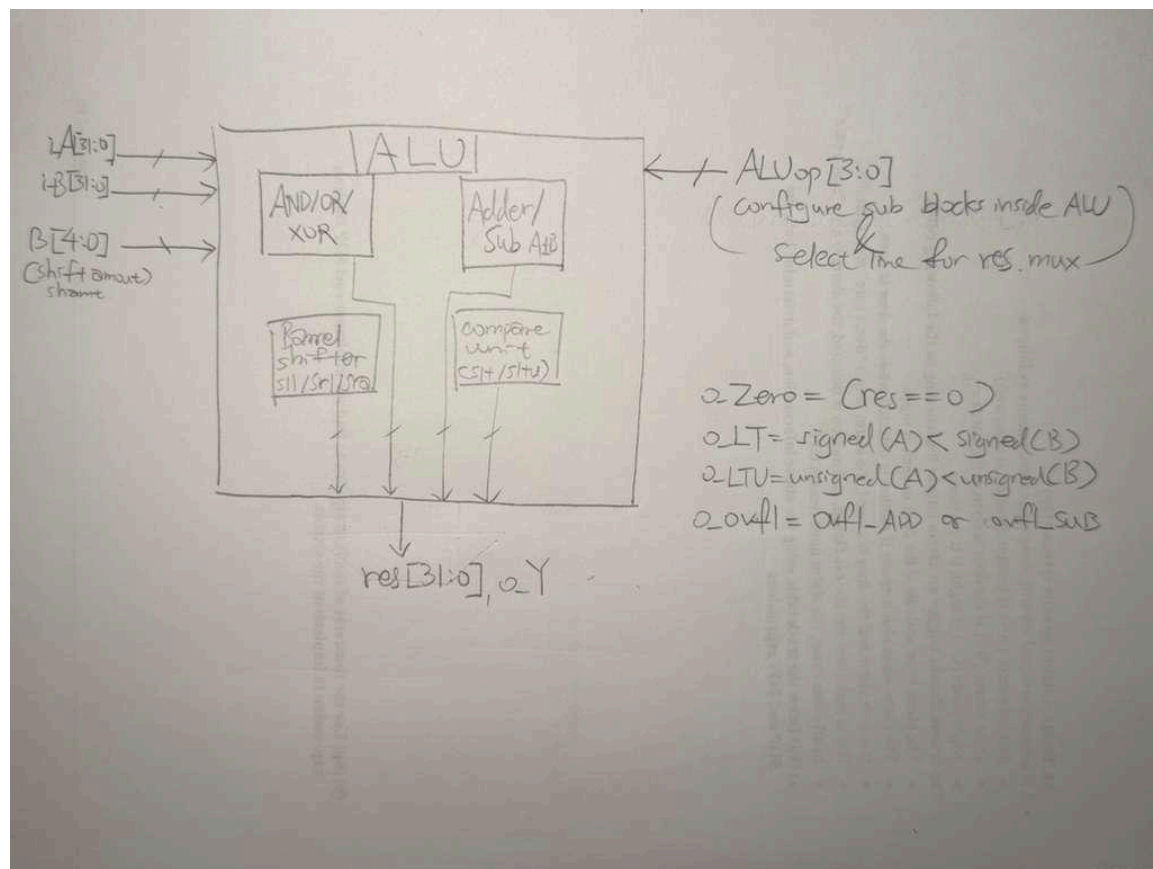 i_A[31:0]
i-B[31:0]
B[4:0]
(shift amout)
shamt
ALU
AND/OR/
XOR
Adder/
Sub A±B
Barrel
shifter
sll/srl/sra
compare
unit
(slt/sltu)
res[31:0], o_Y
ALUop[3:0]
(configure sub blocks inside ALU
&
select line for res.mux)
o_Zero = (res==0)
o_LT = signed(A) < signed(B)
o_LTU = unsigned(A) < unsigned(B)
o_ovfl = ovfl_ADD or ovfl_SUB